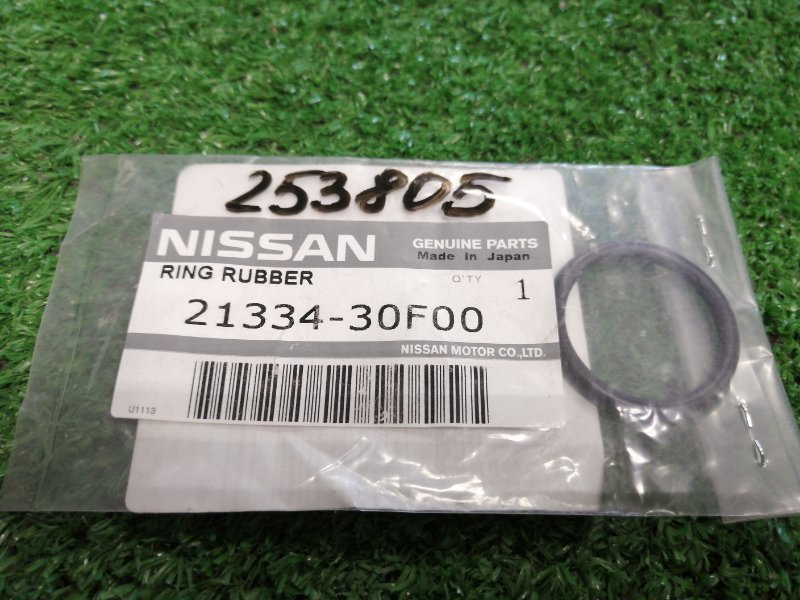 253805
NISSAN GENUINE PARTS
Made In Japan
RING RUBBER Q'TY 1
21334-30F00
NISSAN MOTOR CO.,LTD.
U1113